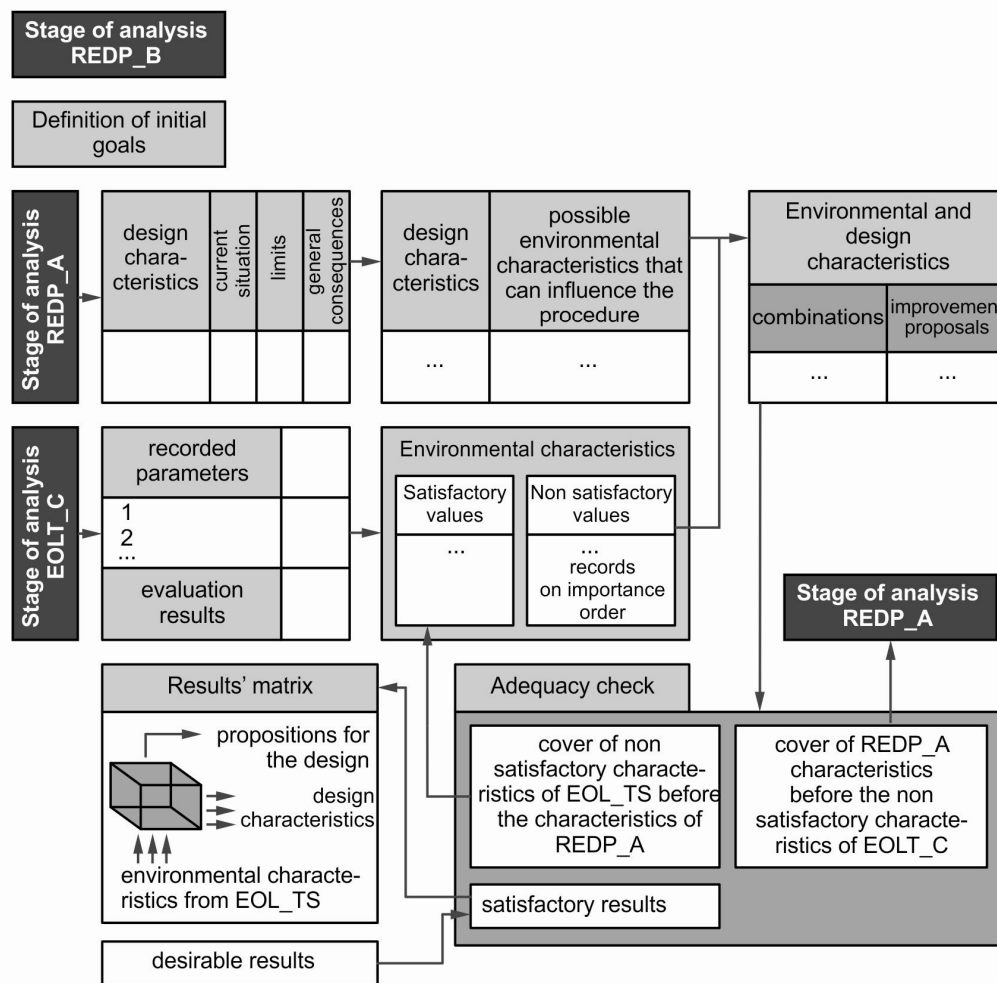 Stage of analysis
REDP_B
Definition of initial
goals
Stage of analysis
REDP_A
design
chara-
cteristics
current
situation
limits
general
consequences
design
chara-
cteristics
possible
environmental
characteristics that
can influence the
procedure
...
...
Environmental and
design
characteristics
combinations
improvemen
proposals
...
...
Stage of analysis
EOLT_C
recorded
parameters
1
2
...
evaluation
results
Environmental characteristics
Satisfactory
values
...
Non satisfactory
values
...
records
on importance
order
Stage of analysis
REDP_A
Results' matrix
propositions for
the design
design
characteristics
environmental characte-
ristics from EOL_TS
Adequacy check
cover of non
satisfactory characte-
ristics of EOL_TS before
the characteristics of
REDP_A
cover of REDP_A
characteristics
before the non
satisfactory characte-
ristics of EOLT_C
satisfactory results
desirable results